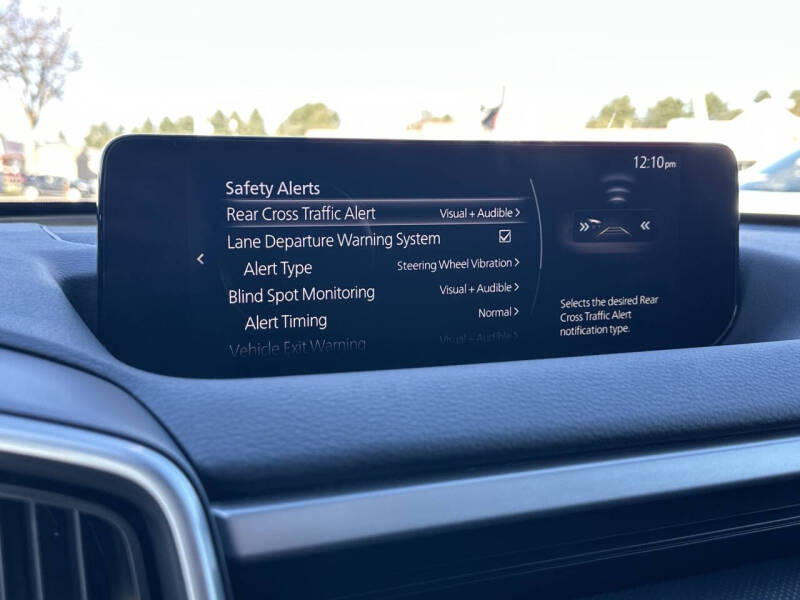 12:10pm
Safety Alerts
Rear Cross Traffic Alert Visual + Audible >
Lane Departure Warning System
Alert Type Steering Wheel Vibration >
Blind Spot Monitoring Visual + Audible >
Alert Timing Normal >
Vehicle Exit Warning Visual + Audible >
Selects the desired Rear
Cross Traffic Alert
notification type.